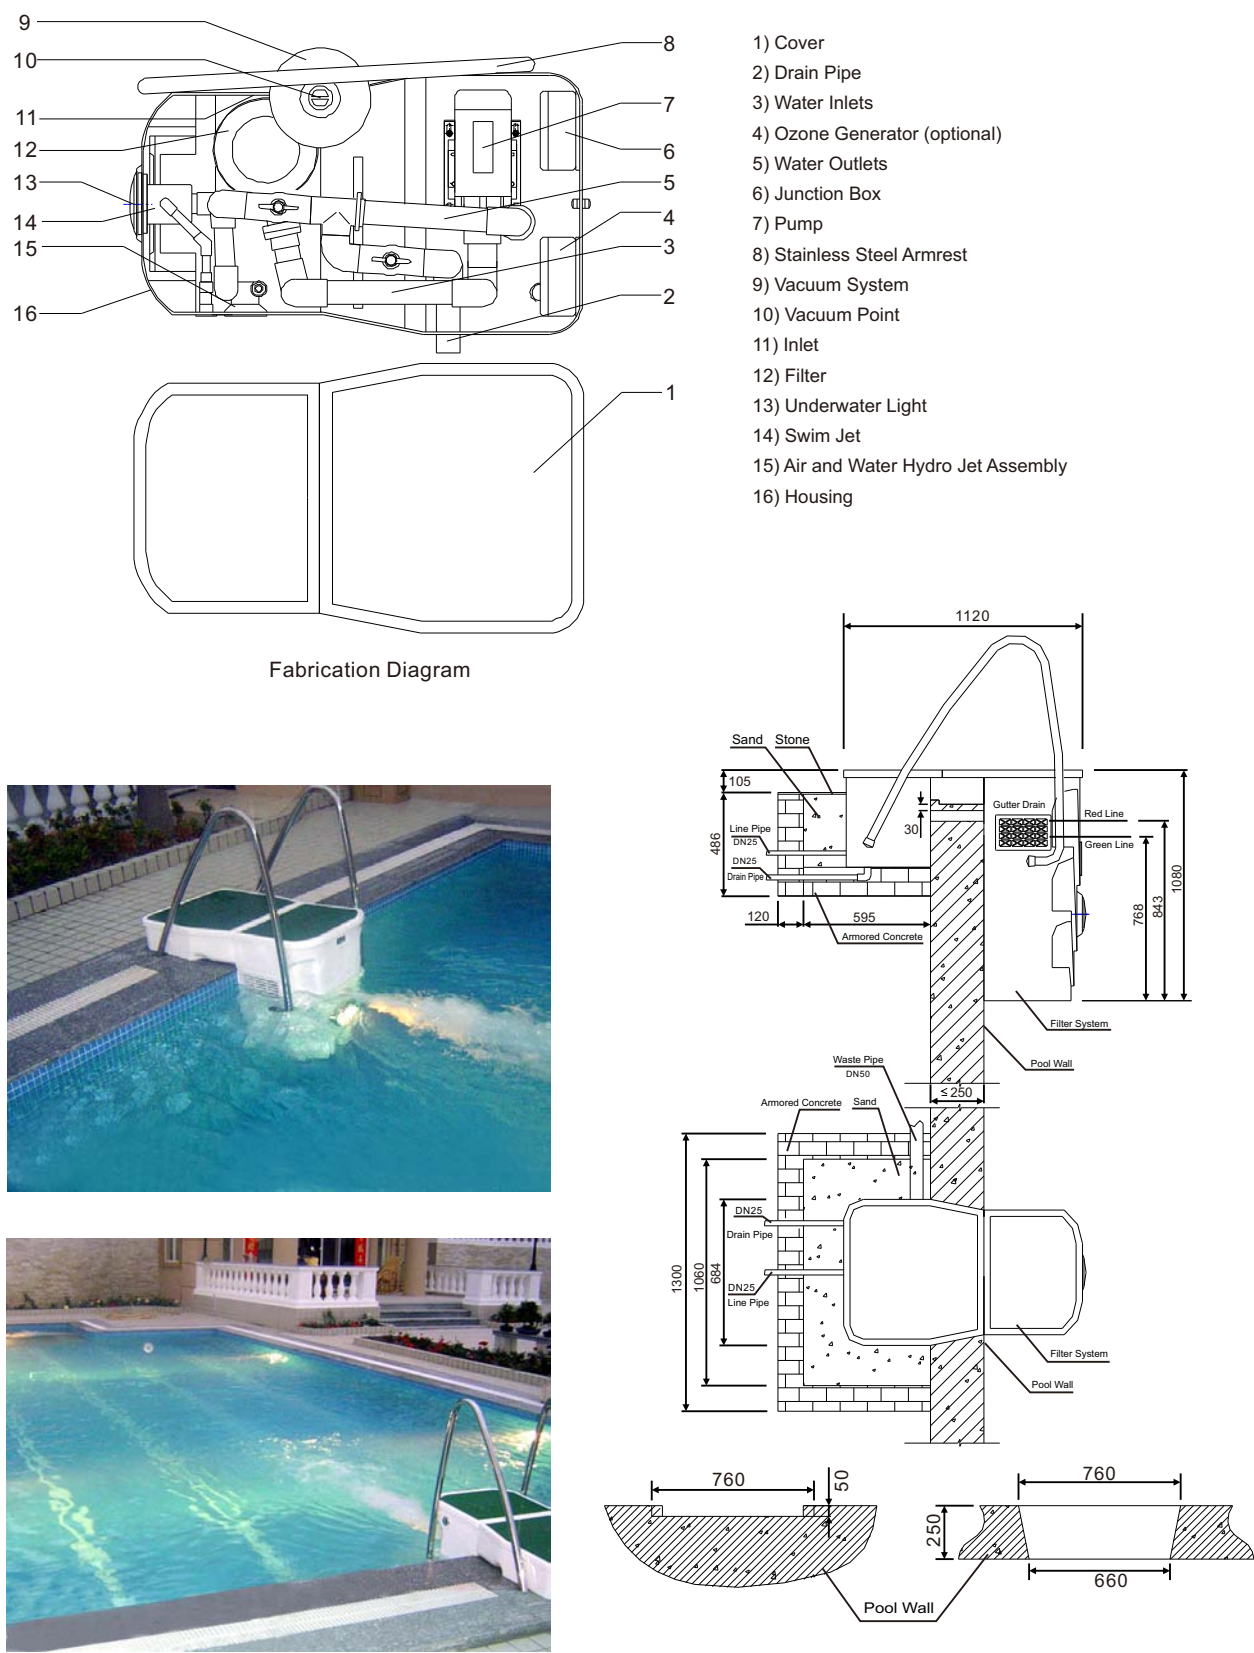 9
10
11
12
13
14
15
16
8
7
6
5
4
3
2
1
1) Cover
2) Drain Pipe
3) Water Inlets
4) Ozone Generator (optional)
5) Water Outlets
6) Junction Box
7) Pump
8) Stainless Steel Armrest
9) Vacuum System
10) Vacuum Point
11) Inlet
12) Filter
13) Underwater Light
14) Swim Jet
15) Air and Water Hydro Jet Assembly
16) Housing
Fabrication Diagram
1120
Sand Stone
105
486
Line Pipe
DN25
DN25
Drain Pipe
30
Gutter Drain
Red Line
Green Line
768
843
1080
120
595
Armored Concrete
Filter System
Pool Wall
Waste Pipe
DN50
≤250
Armored Concrete Sand
1300
1060
684
DN25
Drain Pipe
DN25
Line Pipe
Filter System
Pool Wall
760
50
760
250
660
Pool Wall